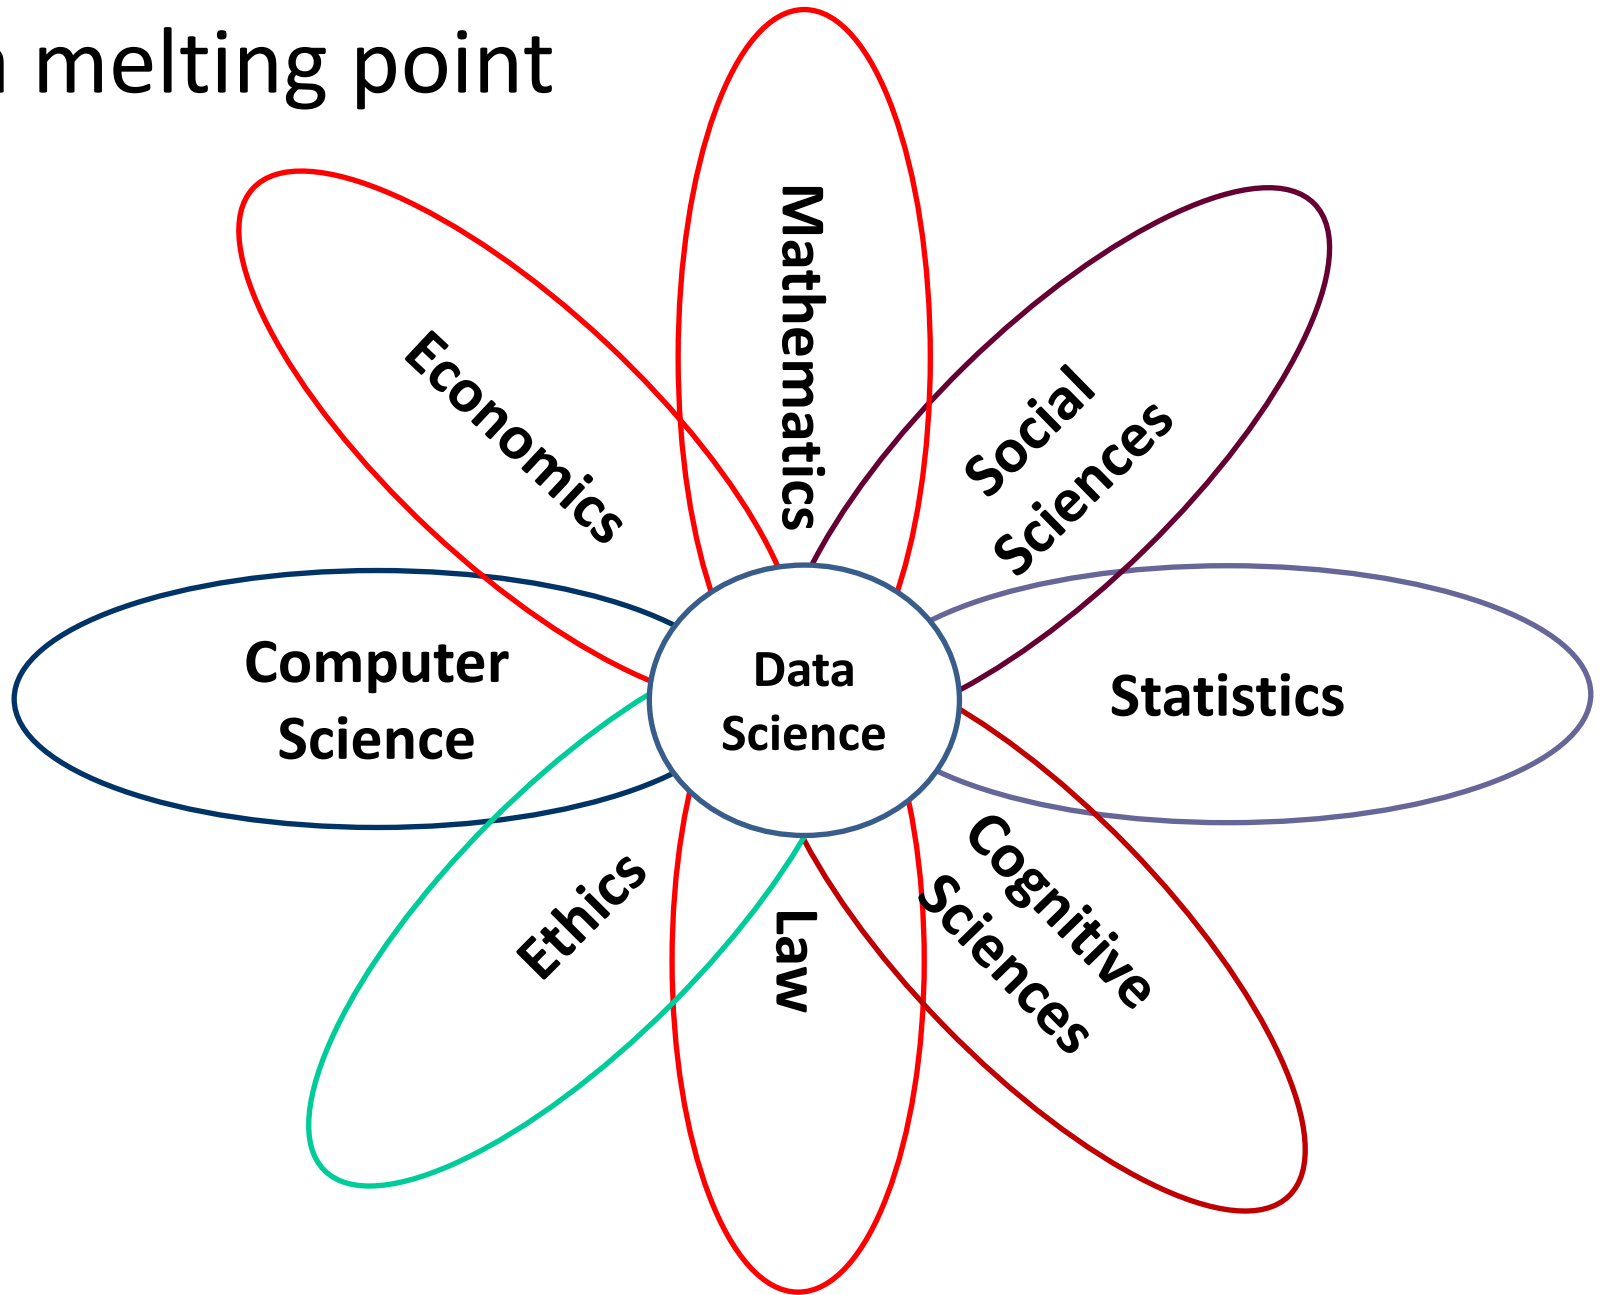 melting point
Mathematics
Economics
Social
Sciences
Computer
Science
Data
Science
Statistics
Ethics
Law
Cognitive
Sciences